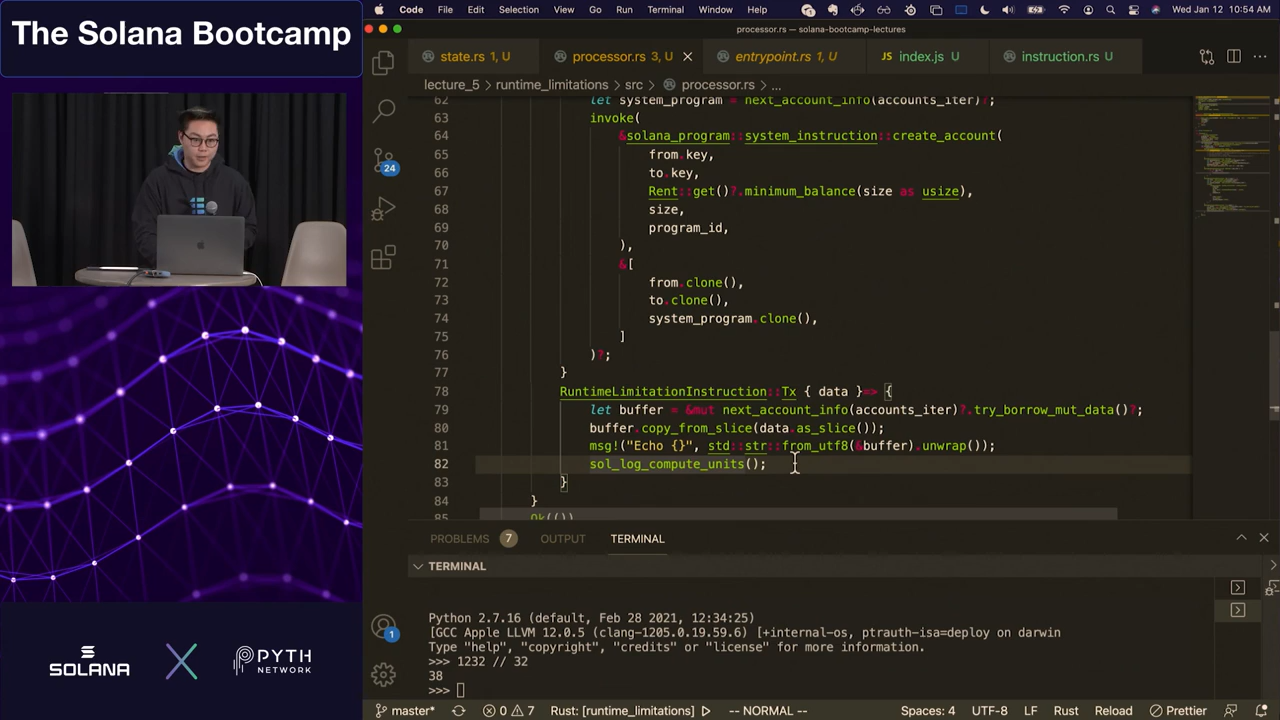 The Solana Bootcamp
Code File Edit Selection View Go Run Terminal Window Help Wed Jan 12 10:54 AM
processor.rs — solana-bootcamp-lectures
state.rs 1, U processor.rs 3, U entrypoint.rs 1, U JS index.js U instruction.rs U
lecture_5 > runtime_limitations > src > processor.rs > ...
62 let system_program = next_account_info(accounts_iter)?;
63 invoke(
64 &solana_program::system_instruction::create_account(
65 from.key,
66 to.key,
67 Rent::get()?.minimum_balance(size as usize),
68 size,
69 program_id,
70 ),
71 &[
72 from.clone(),
73 to.clone(),
74 system_program.clone(),
75 ]
76 )?;
77 }
78 RuntimeLimitationInstruction::Tx { data }=> {
79 let buffer = &mut next_account_info(accounts_iter)?.try_borrow_mut_data()?;
80 buffer.copy_from_slice(data.as_slice());
81 msg!("Echo {}", std::str::from_utf8(&buffer).unwrap());
82 sol_log_compute_units();
83 }
84 }
85 Ok(())
24
PROBLEMS 7 OUTPUT TERMINAL
TERMINAL
Python 2.7.16 (default, Feb 28 2021, 12:34:25)
[GCC Apple LLVM 12.0.5 (clang-1205.0.19.59.6) [+internal-os, ptrauth-isa=deploy on darwin
Type "help", "copyright", "credits" or "license" for more information.
>>> 1232 // 32
38
>>>
1
SOLANA
PYTH
NETWORK
master* 0 7 Rust: [runtime_limitations] -- NORMAL -- Spaces: 4 UTF-8 LF Rust Reload Prettier